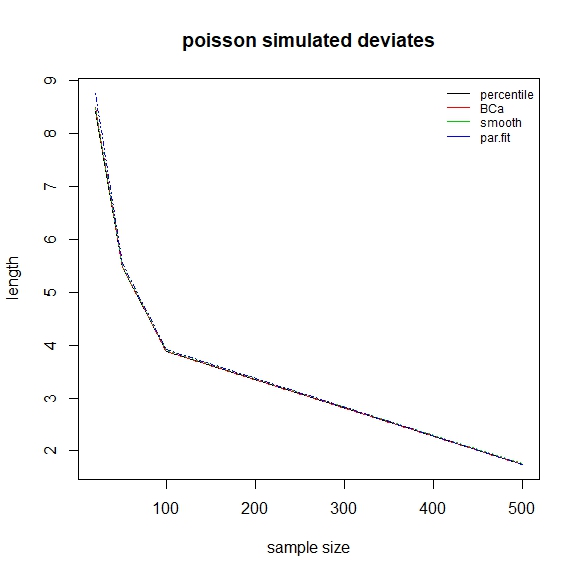 poisson simulated deviates
percentile
BCa
smooth
par.fit
9
8
7
6
5
4
3
2
length
100 200 300 400 500
sample size